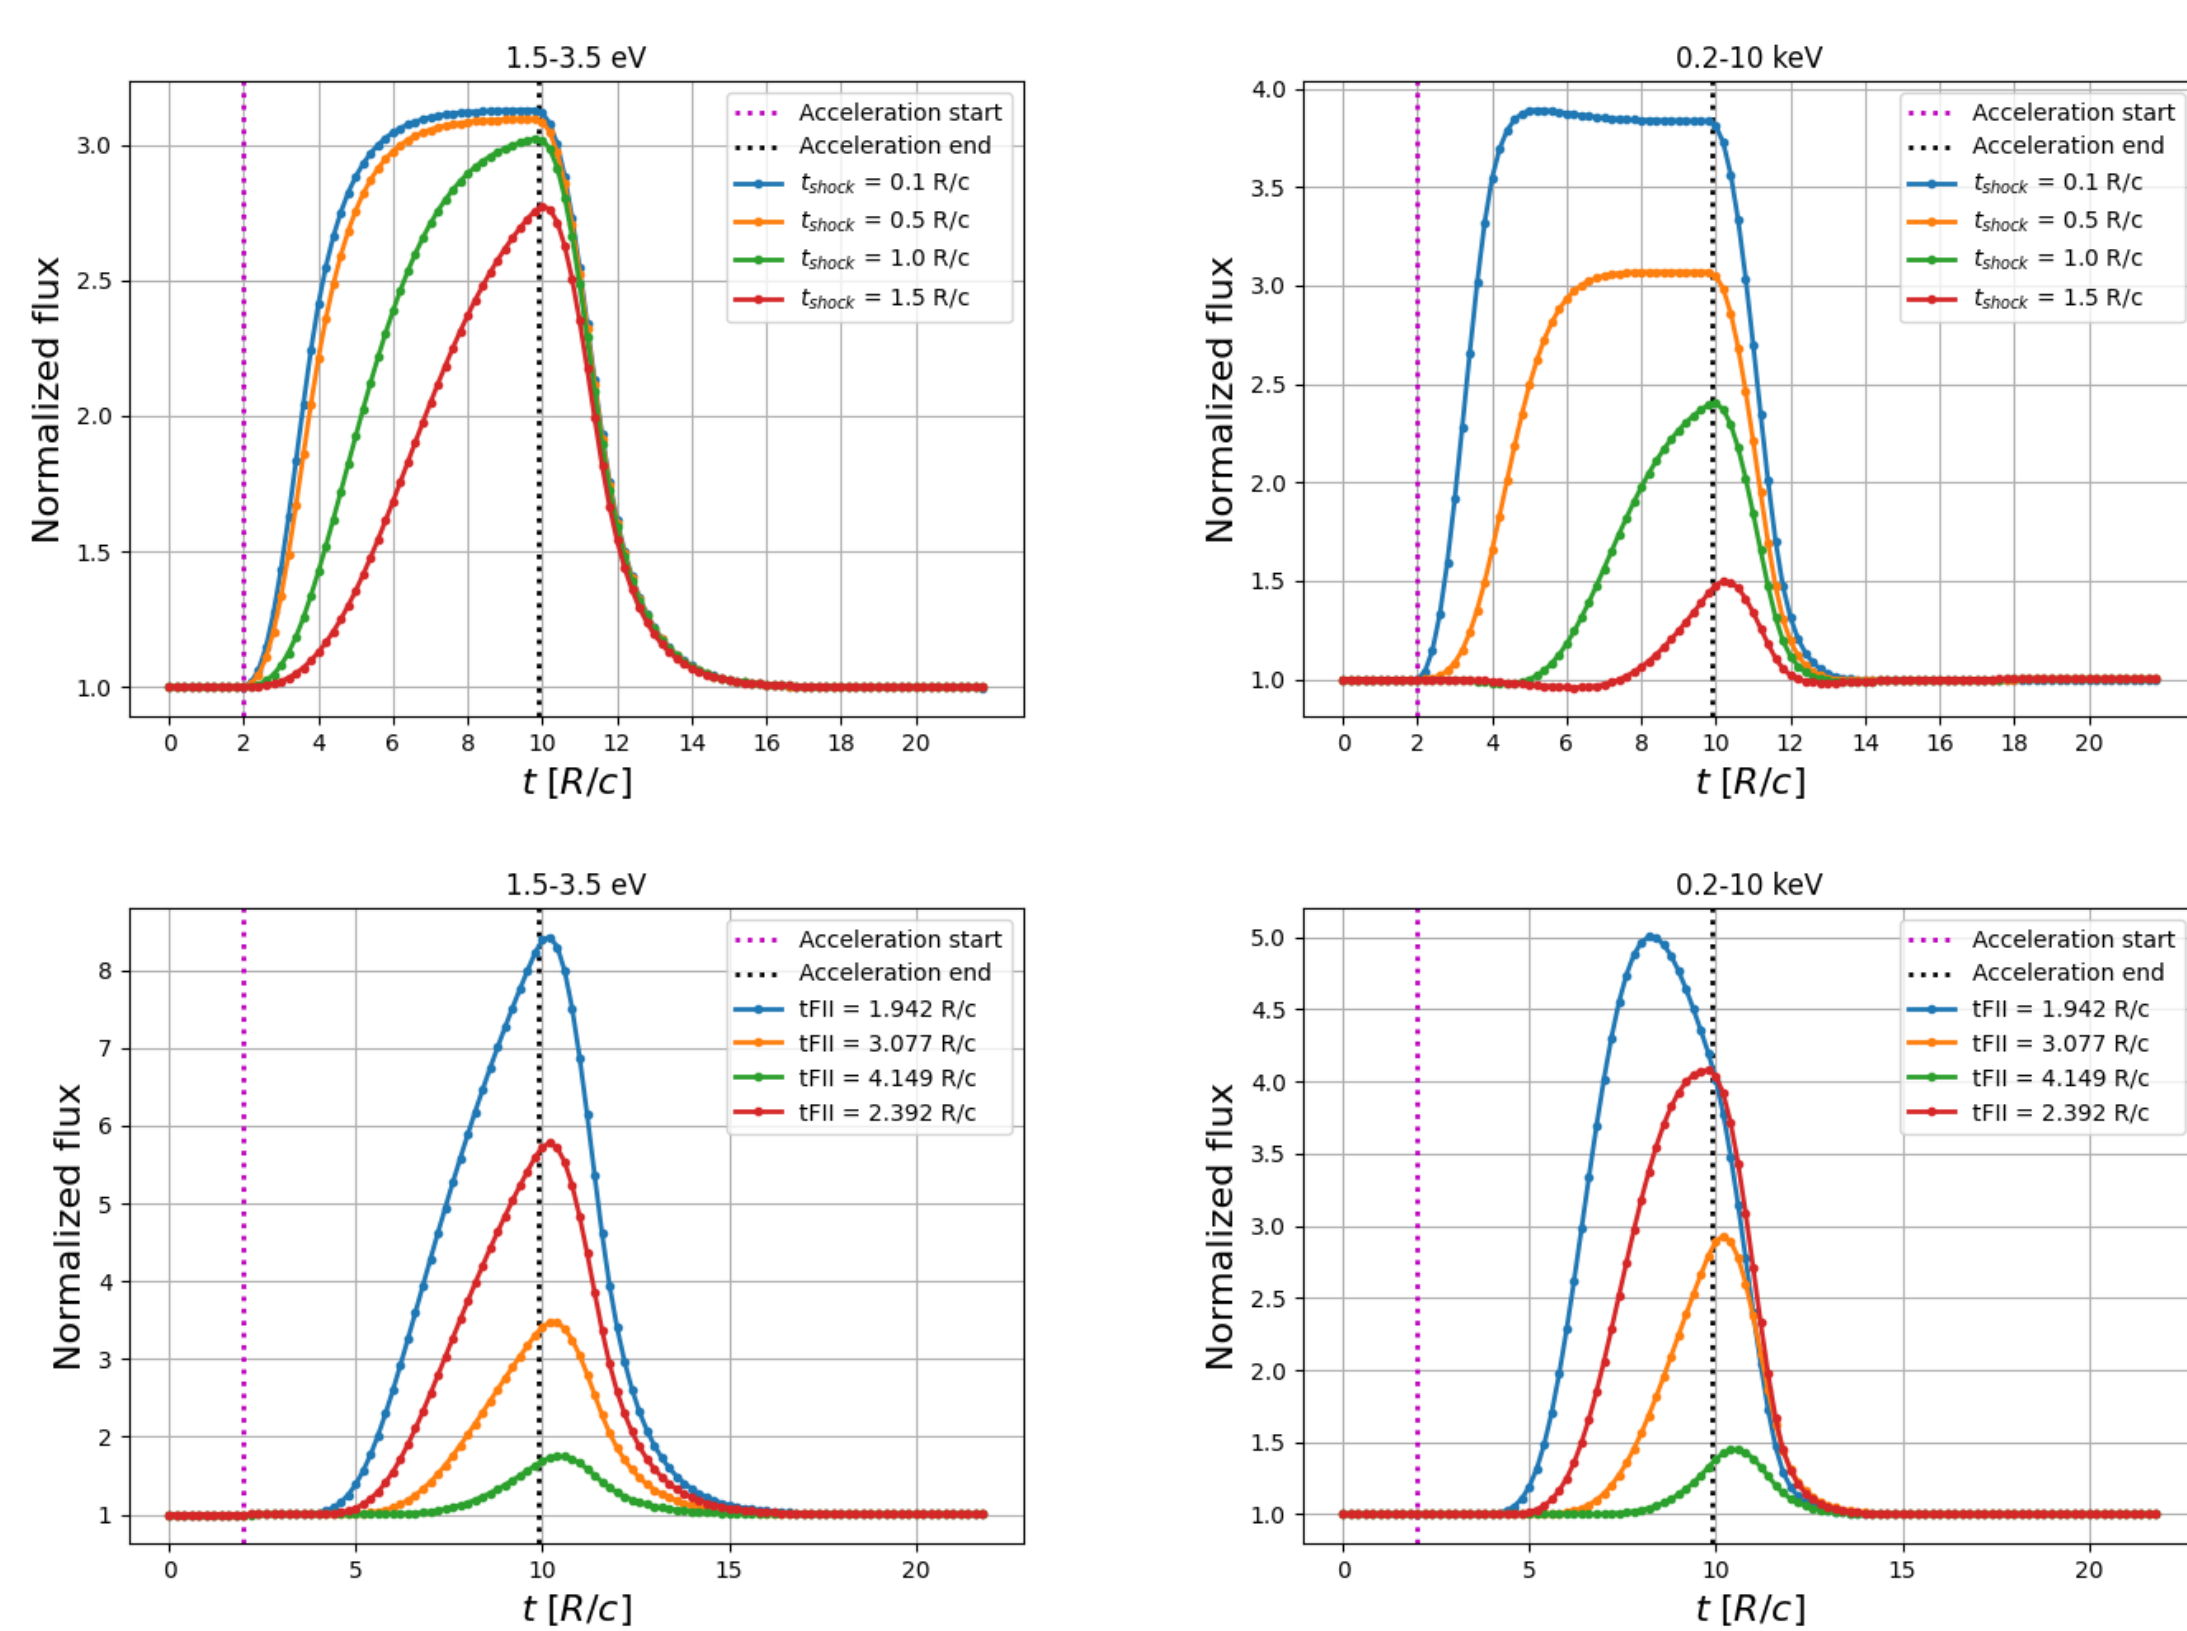 1.5-3.5 eV
Normalized flux
3.0
2.5
2.0
1.5
1.0
Acceleration start
Acceleration end
t_shock = 0.1 R/c
t_shock = 0.5 R/c
t_shock = 1.0 R/c
t_shock = 1.5 R/c
0 2 4 6 8 10 12 14 16 18 20
t [R/c]
0.2-10 keV
Normalized flux
4.0
3.5
3.0
2.5
2.0
1.5
1.0
Acceleration start
Acceleration end
t_shock = 0.1 R/c
t_shock = 0.5 R/c
t_shock = 1.0 R/c
t_shock = 1.5 R/c
0 2 4 6 8 10 12 14 16 18 20
t [R/c]
1.5-3.5 eV
Normalized flux
8
7
6
5
4
3
2
1
Acceleration start
Acceleration end
tFII = 1.942 R/c
tFII = 3.077 R/c
tFII = 4.149 R/c
tFII = 2.392 R/c
0 5 10 15 20
t [R/c]
0.2-10 keV
Normalized flux
5.0
4.5
4.0
3.5
3.0
2.5
2.0
1.5
1.0
Acceleration start
Acceleration end
tFII = 1.942 R/c
tFII = 3.077 R/c
tFII = 4.149 R/c
tFII = 2.392 R/c
0 5 10 15 20
t [R/c]